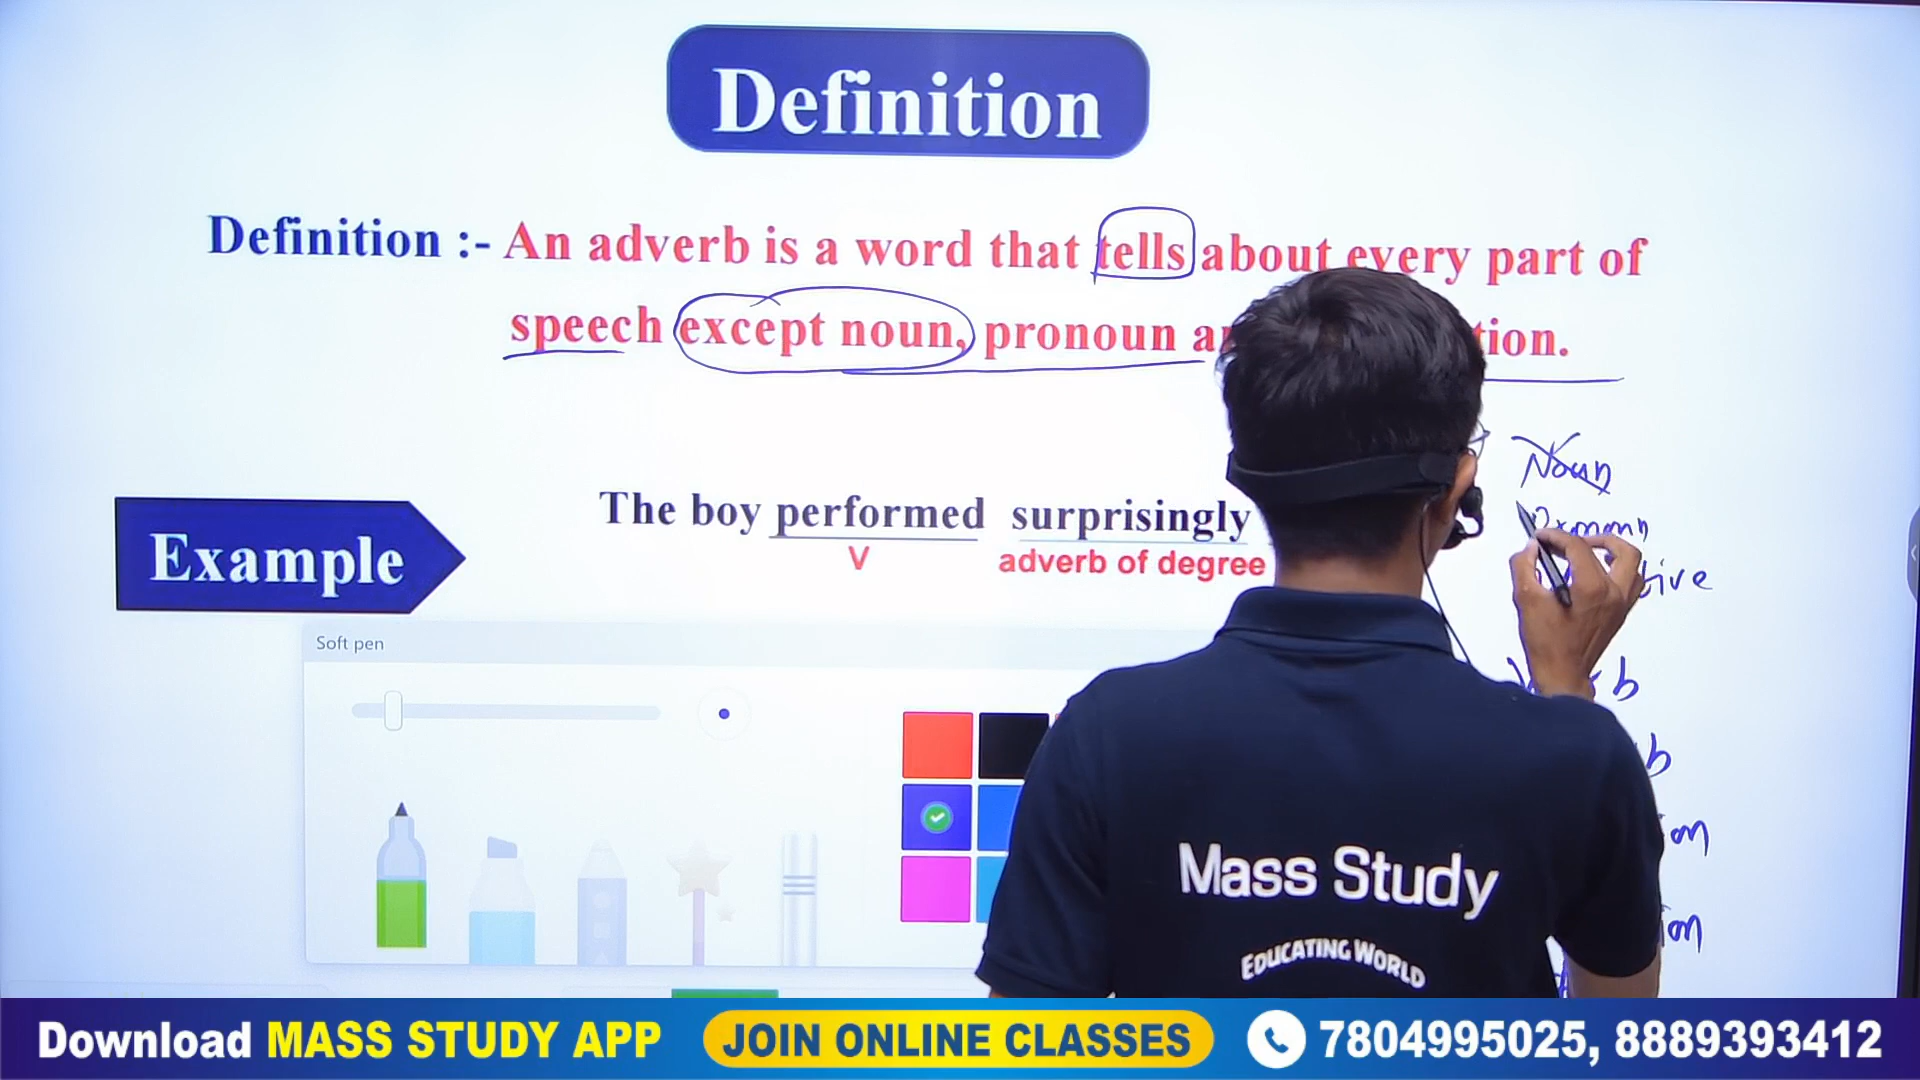 Definition
Definition :- An adverb is a word that tells about every part of
speech except noun, pronoun
The boy performed surprisingly
V adverb of degree
Example
Noun
Soft pen
Mass Study
EDUCATING WORLD
Download MASS STUDY APP JOIN ONLINE CLASSES 7804995025, 8889393412